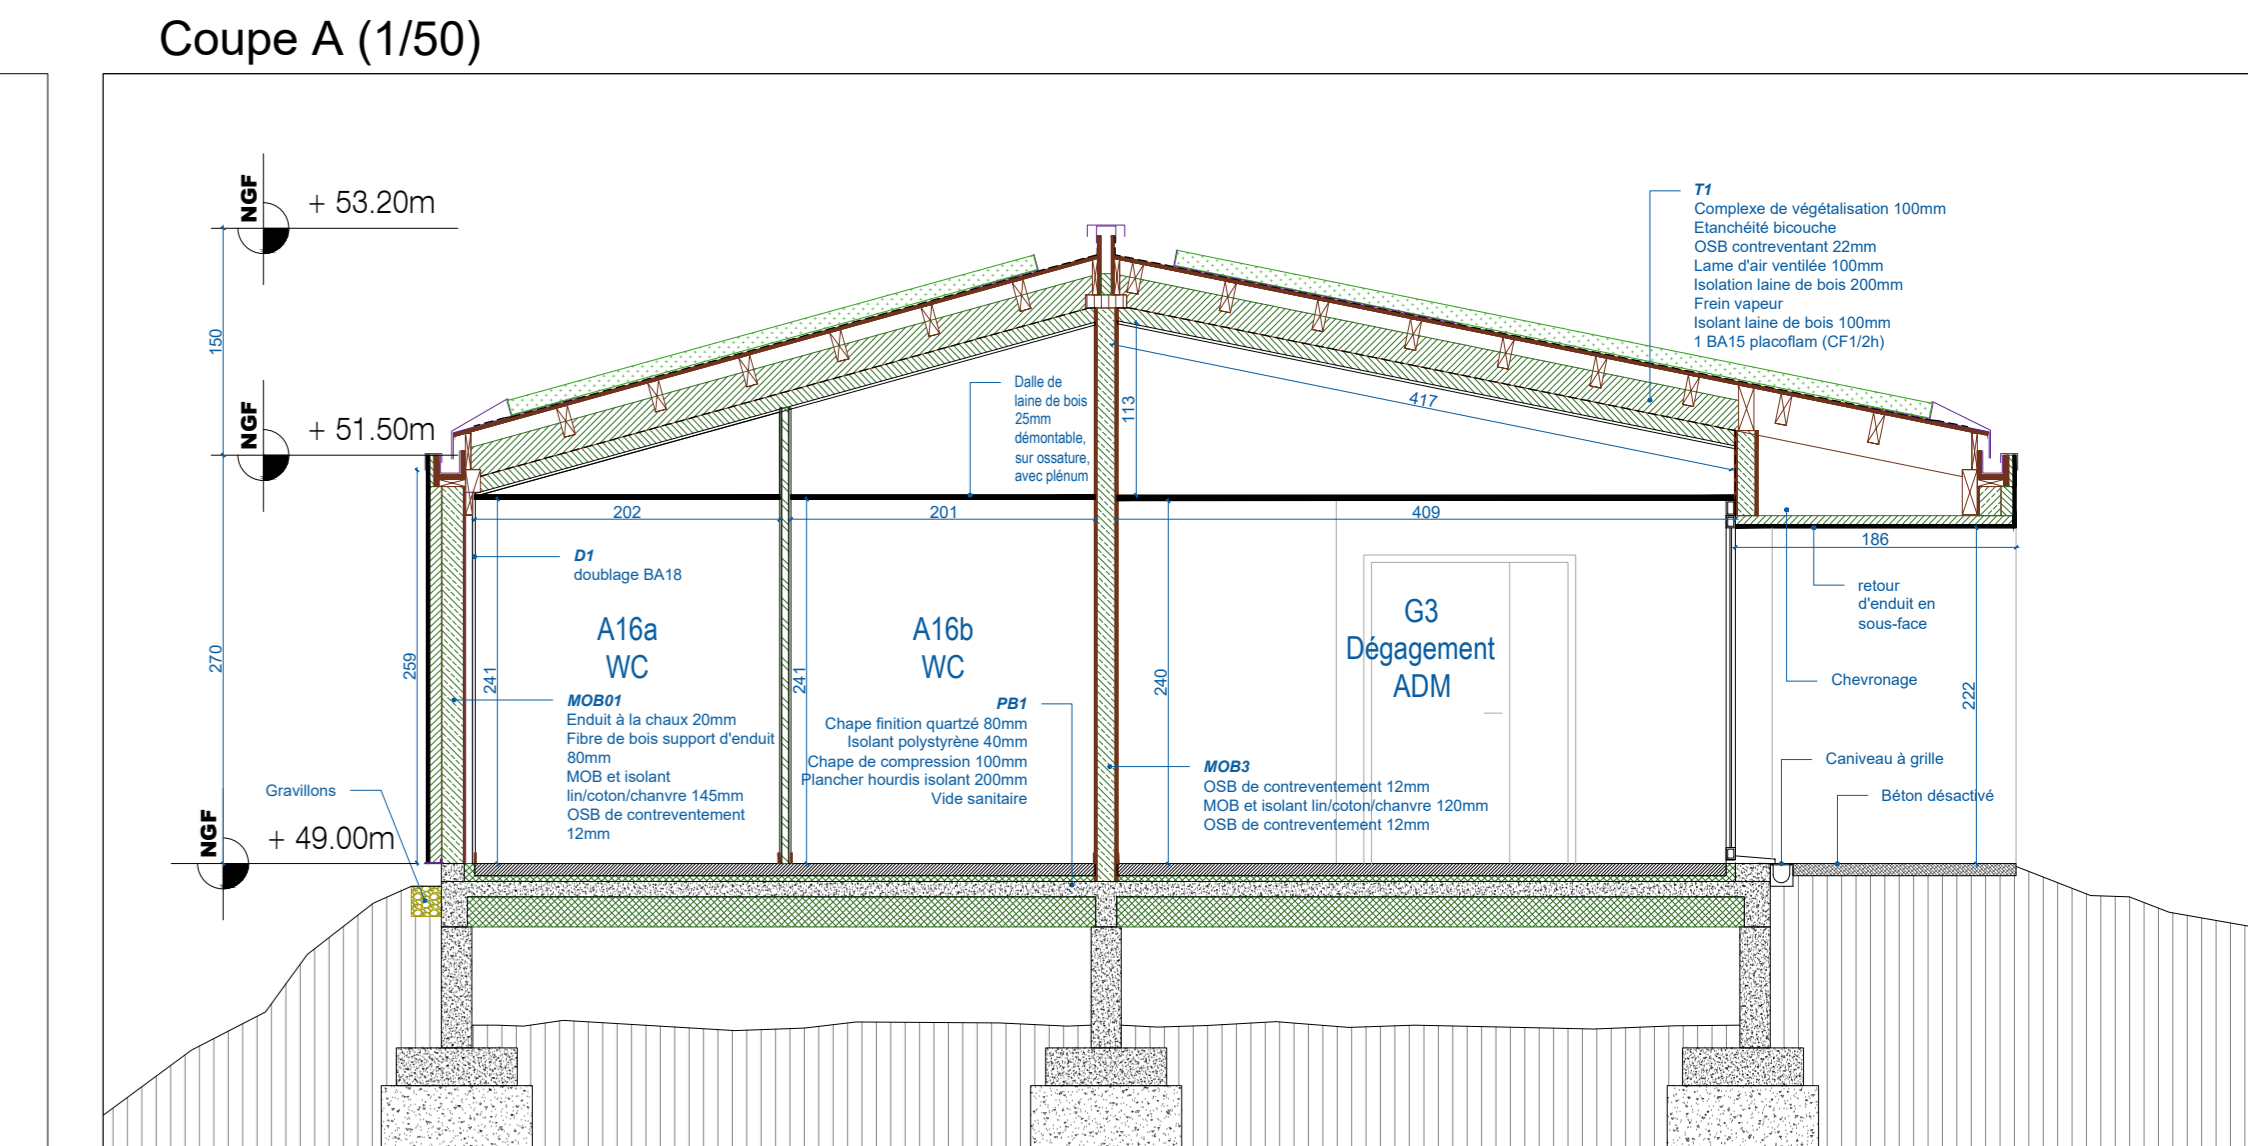 Coupe A (1/50)
NGF
+ 53.20m
150
NGF
+ 51.50m
270
259
NGF
+ 49.00m
Gravillons
T1
Complexe de végétalisation 100mm
Etanchéité bicouche
OSB contreventant 22mm
Lame d'air ventilée 100mm
Isolation laine de bois 200mm
Frein vapeur
Isolant laine de bois 100mm
1 BA15 placoflam (CF1/2h)
Dalle de
laine de bois
25mm
démontable,
sur ossature,
avec plénum
113
417
202
201
409
186
D1
doublage BA18
A16a
WC
241
A16b
WC
241
G3
Dégagement
ADM
240
MOB01
Enduit à la chaux 20mm
Fibre de bois support d'enduit
80mm
MOB et isolant
lin/coton/chanvre 145mm
OSB de contreventement
12mm
PB1
Chape finition quartzé 80mm
Isolant polystyrène 40mm
Chape de compression 100mm
Plancher hourdis isolant 200mm
Vide sanitaire
MOB3
OSB de contreventement 12mm
MOB et isolant lin/coton/chanvre 120mm
OSB de contreventement 12mm
retour
d'enduit en
sous-face
Chevronage
222
Caniveau à grille
Béton désactivé